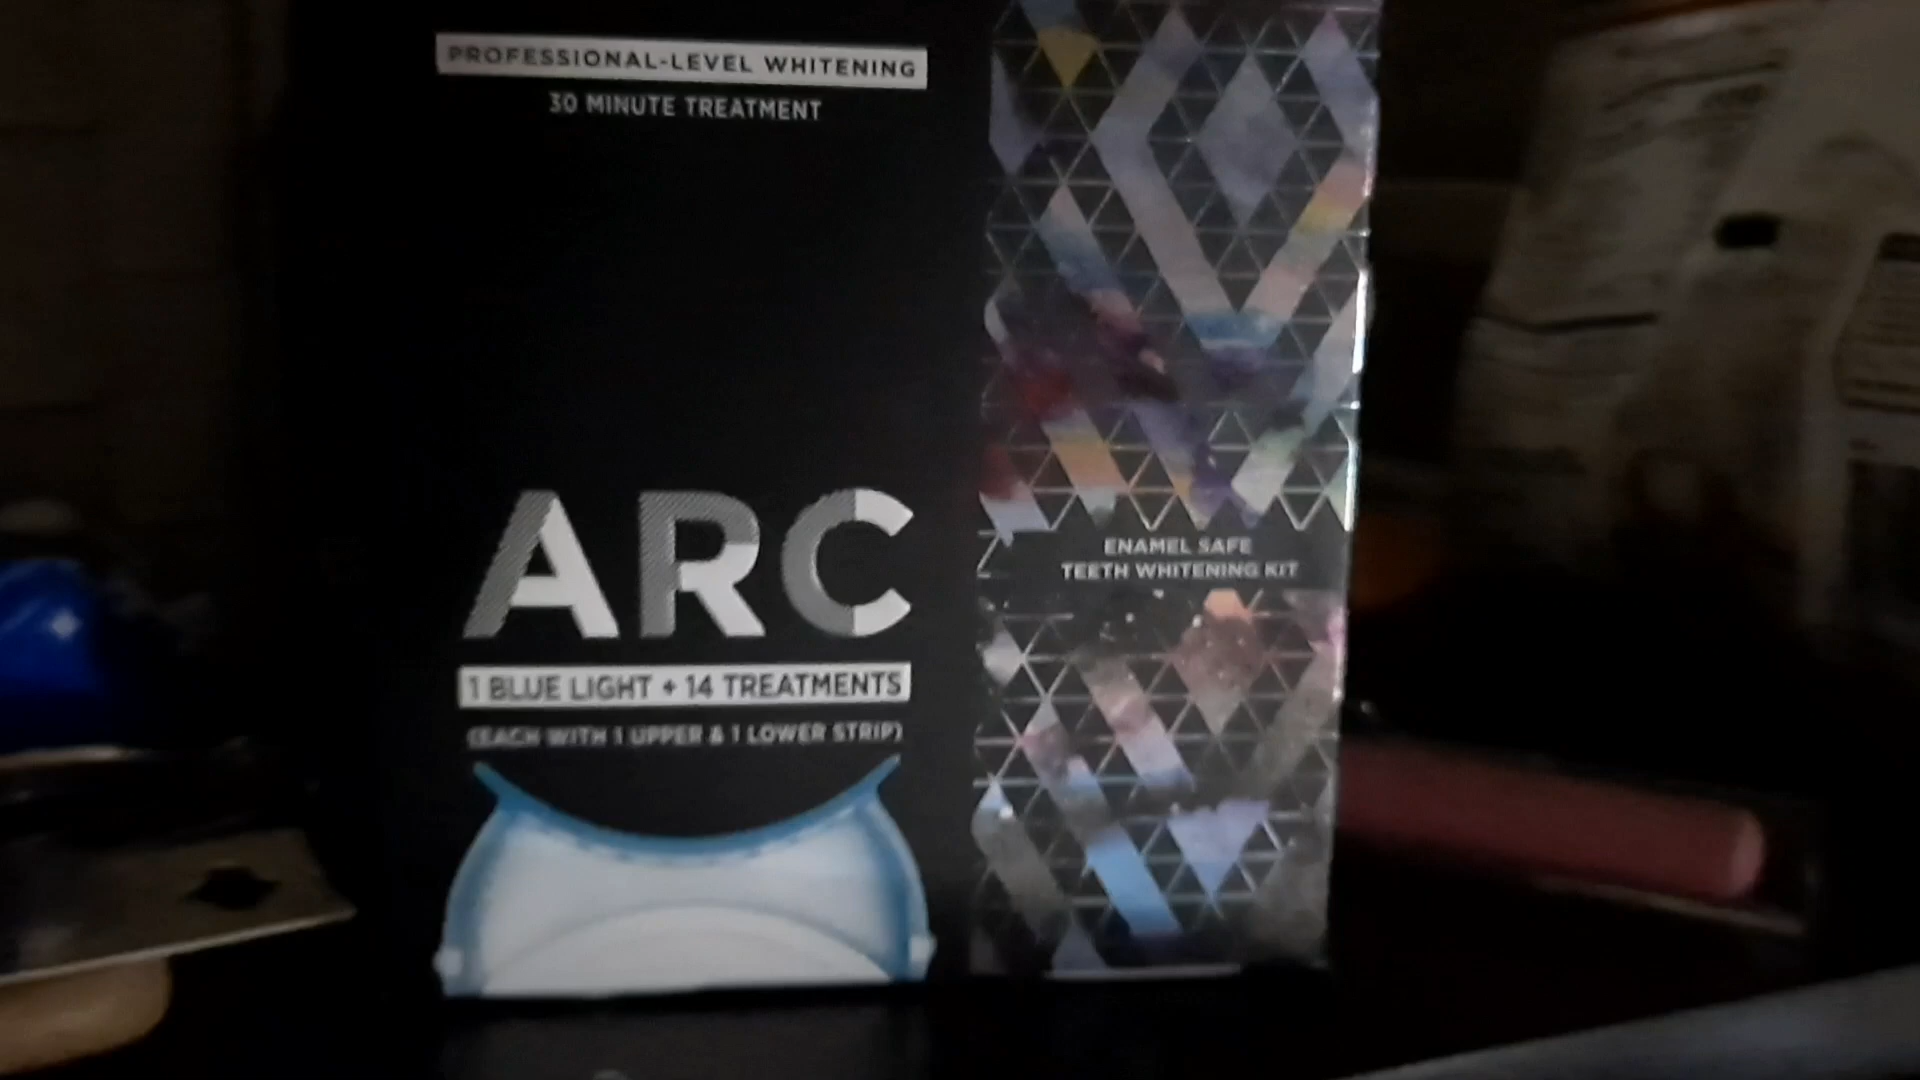 PROFESSIONAL-LEVEL WHITENING
30 MINUTE TREATMENT
ARC
1 BLUE LIGHT + 14 TREATMENTS
(EACH WITH 1 UPPER & 1 LOWER STRIP)
ENAMEL SAFE
TEETH WHITENING KIT